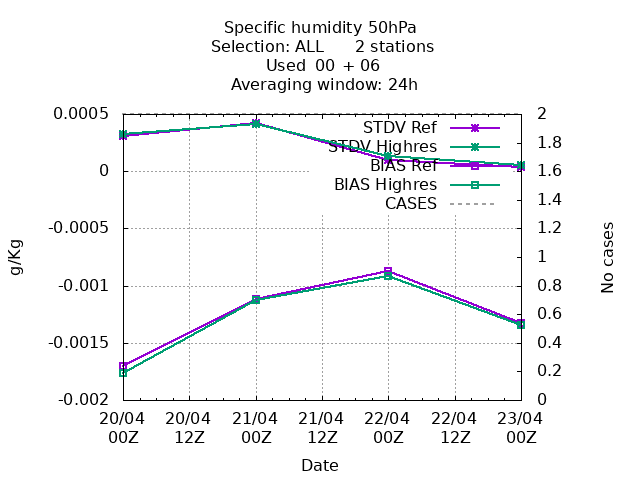 Specific humidity 50hPa
Selection: ALL 2 stations
Used 00 + 06
Averaging window: 24h
0.0005
0
-0.0005
-0.001
-0.0015
-0.002
g/Kg
STDV Ref
STDV Highres
BIAS Ref
BIAS Highres
CASES
2
1.8
1.6
1.4
1.2
1
0.8
0.6
0.4
0.2
0
No cases
20/04 20/04 21/04 21/04 22/04 22/04 23/04
00Z 12Z 00Z 12Z 00Z 12Z 00Z
Date